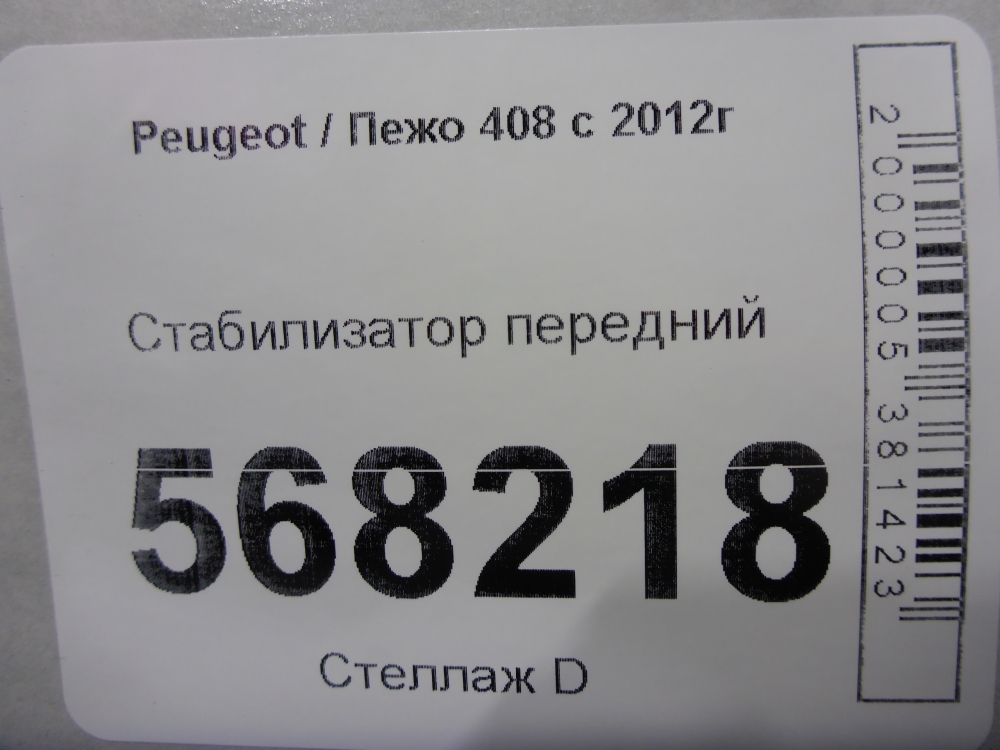 Peugeot / Пежо 408 с 2012г
Стабилизатор передний
568218
Стеллаж D
2000005381423